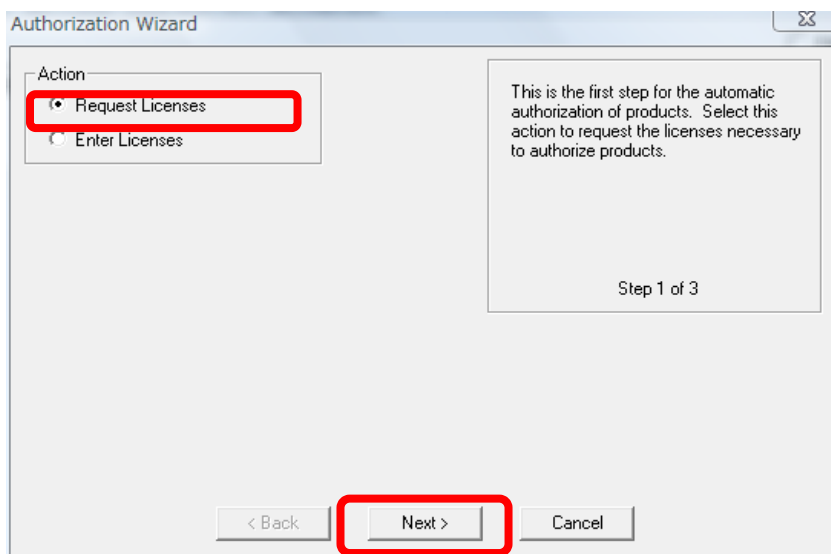 Authorization Wizard
Action
Request Licenses
Enter Licenses
This is the first step for the automatic
authorization of products.  Select this
action to request the licenses necessary
to authorize products.
Step 1 of 3
< Back
Next >
Cancel